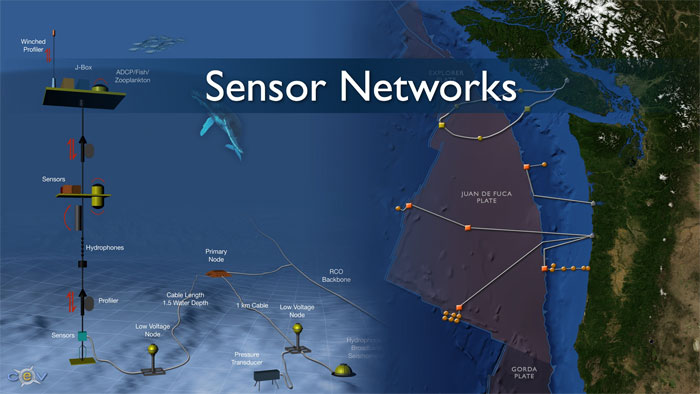 Sensor Networks
Winched
Profiler
J-Box
ADCP/Fish/
Zooplankton
Sensors
Hydrophones
Profiler
Sensors
Low Voltage
Node
Cable Length
1.5 Water Depth
Primary
Node
1 km Cable
RCO
Backbone
Low Voltage
Node
Pressure
Transducer
EXPLORER
JUAN DE FUCA
PLATE
GORDA
PLATE
cev